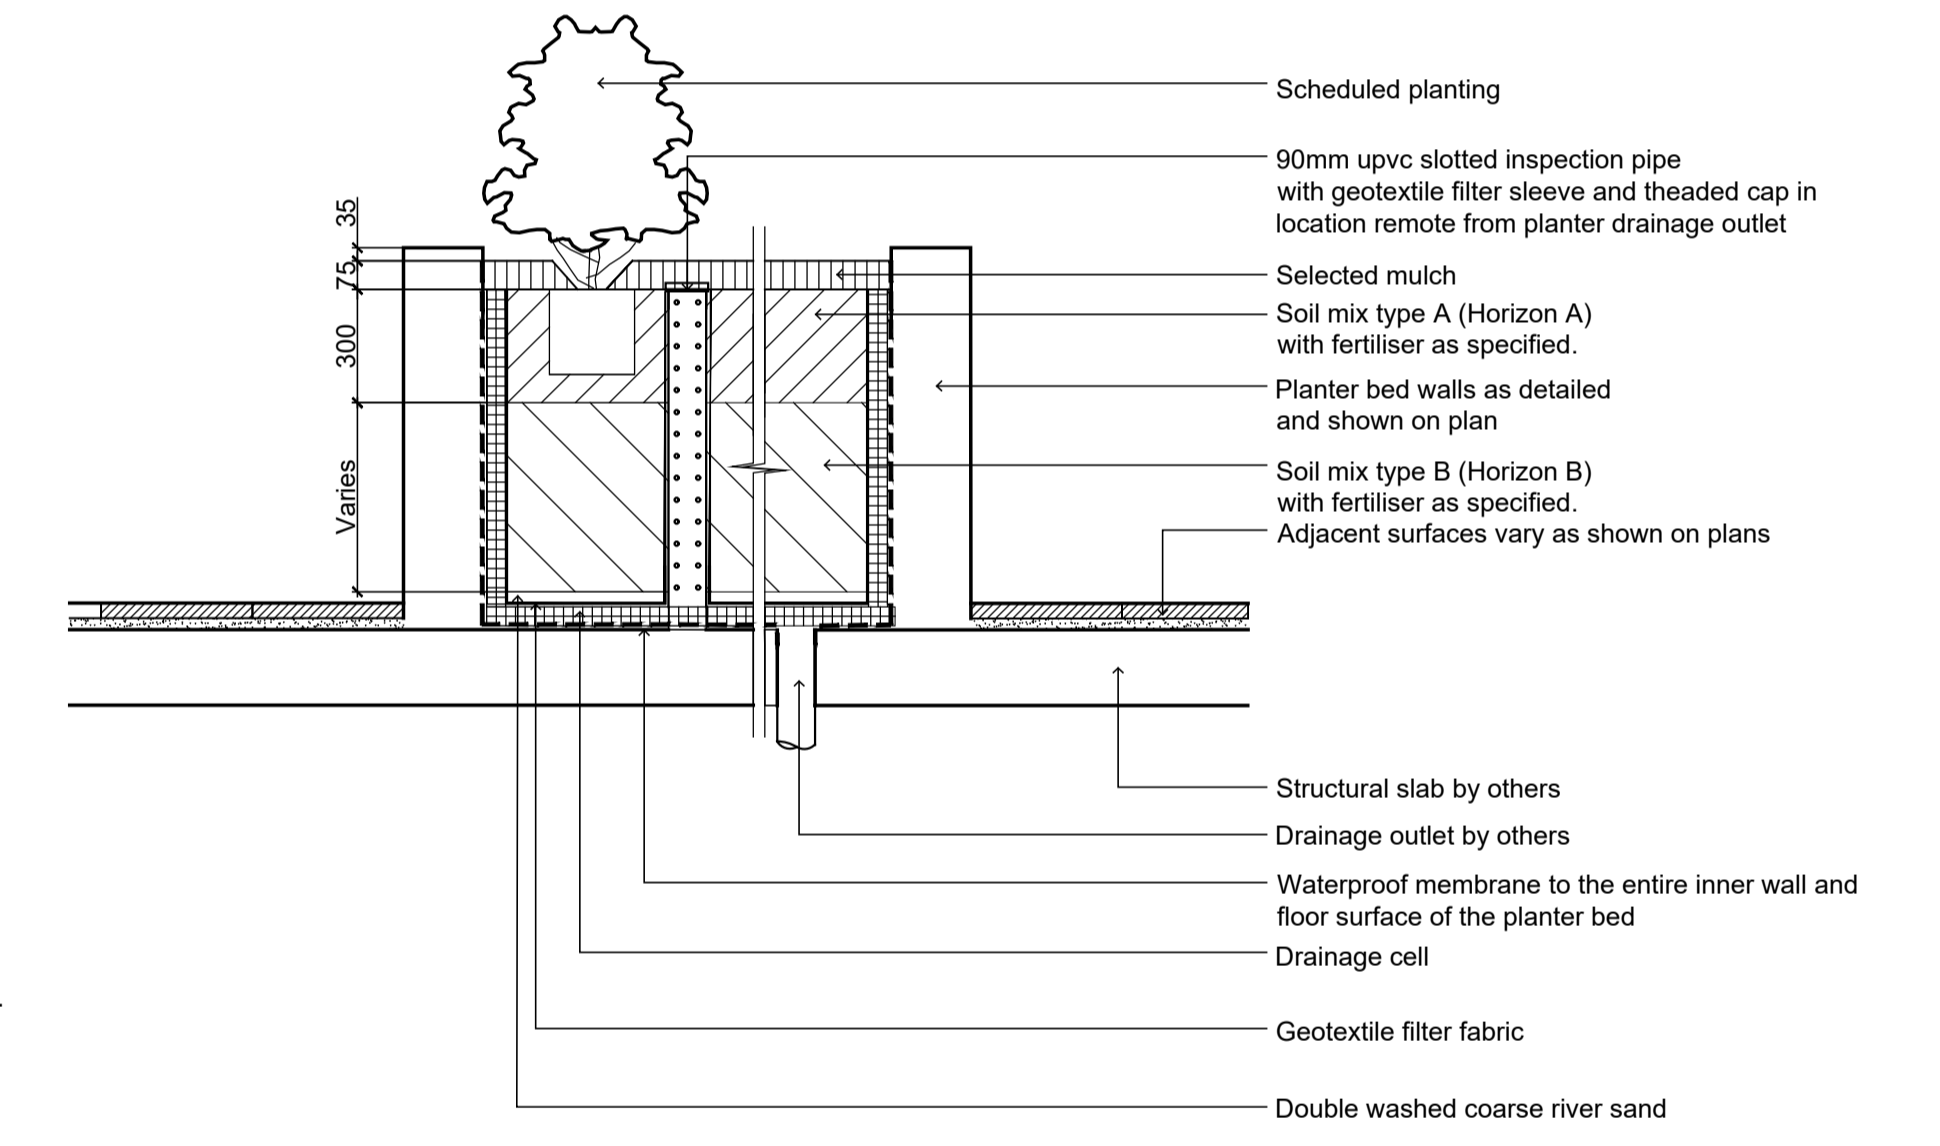 Scheduled planting
90mm upvc slotted inspection pipe
with geotextile filter sleeve and theaded cap in
location remote from planter drainage outlet
35
75
300
Varies
Selected mulch
Soil mix type A (Horizon A)
with fertiliser as specified.
Planter bed walls as detailed
and shown on plan
Soil mix type B (Horizon B)
with fertiliser as specified.
Adjacent surfaces vary as shown on plans
Structural slab by others
Drainage outlet by others
Waterproof membrane to the entire inner wall and
floor surface of the planter bed
Drainage cell
Geotextile filter fabric
Double washed coarse river sand